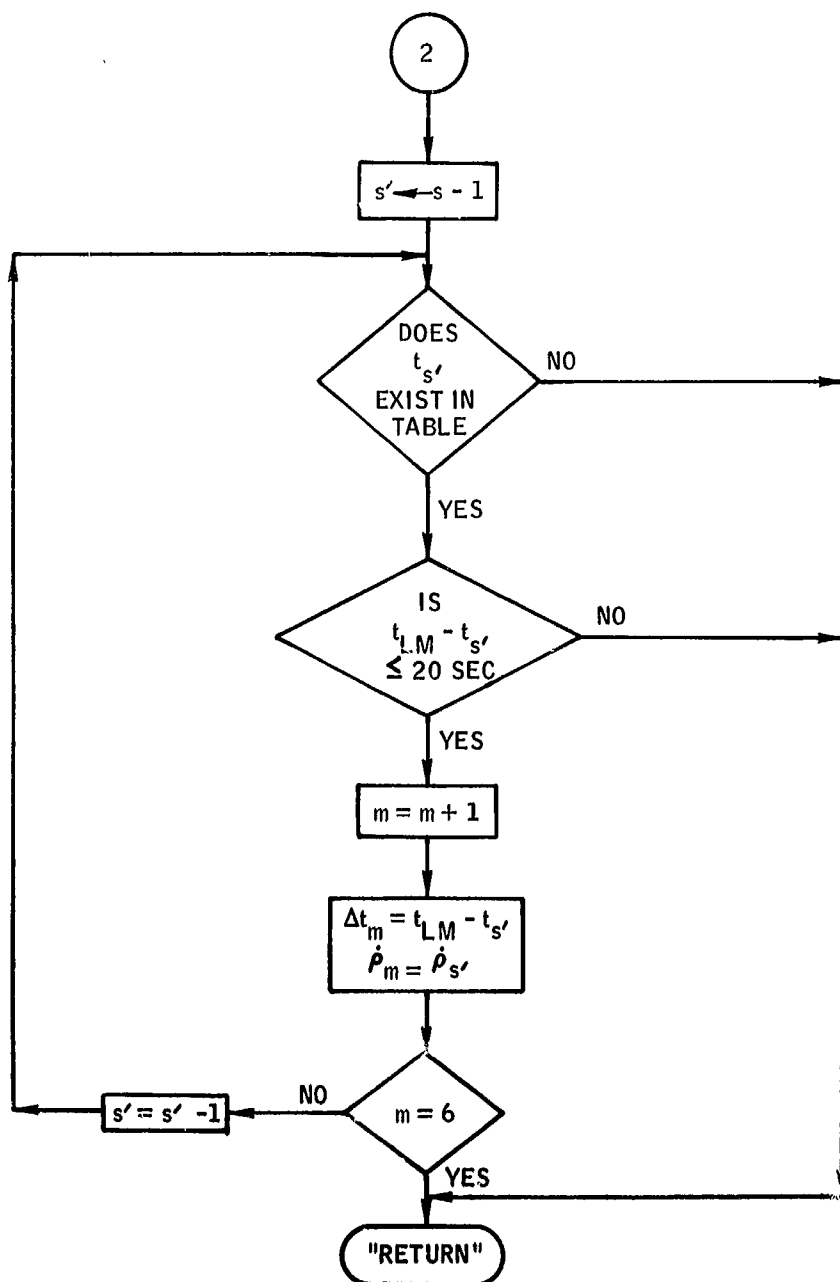 2
s′ ← s - 1
DOES
t_s′
EXIST IN
TABLE
NO
YES
IS
t_LM - t_s′
≤ 20 SEC
NO
YES
m = m + 1
Δt_m = t_LM - t_s′
ρ̇_m = ρ̇_s′
m = 6
NO
s′ = s′ - 1
YES
"RETURN"